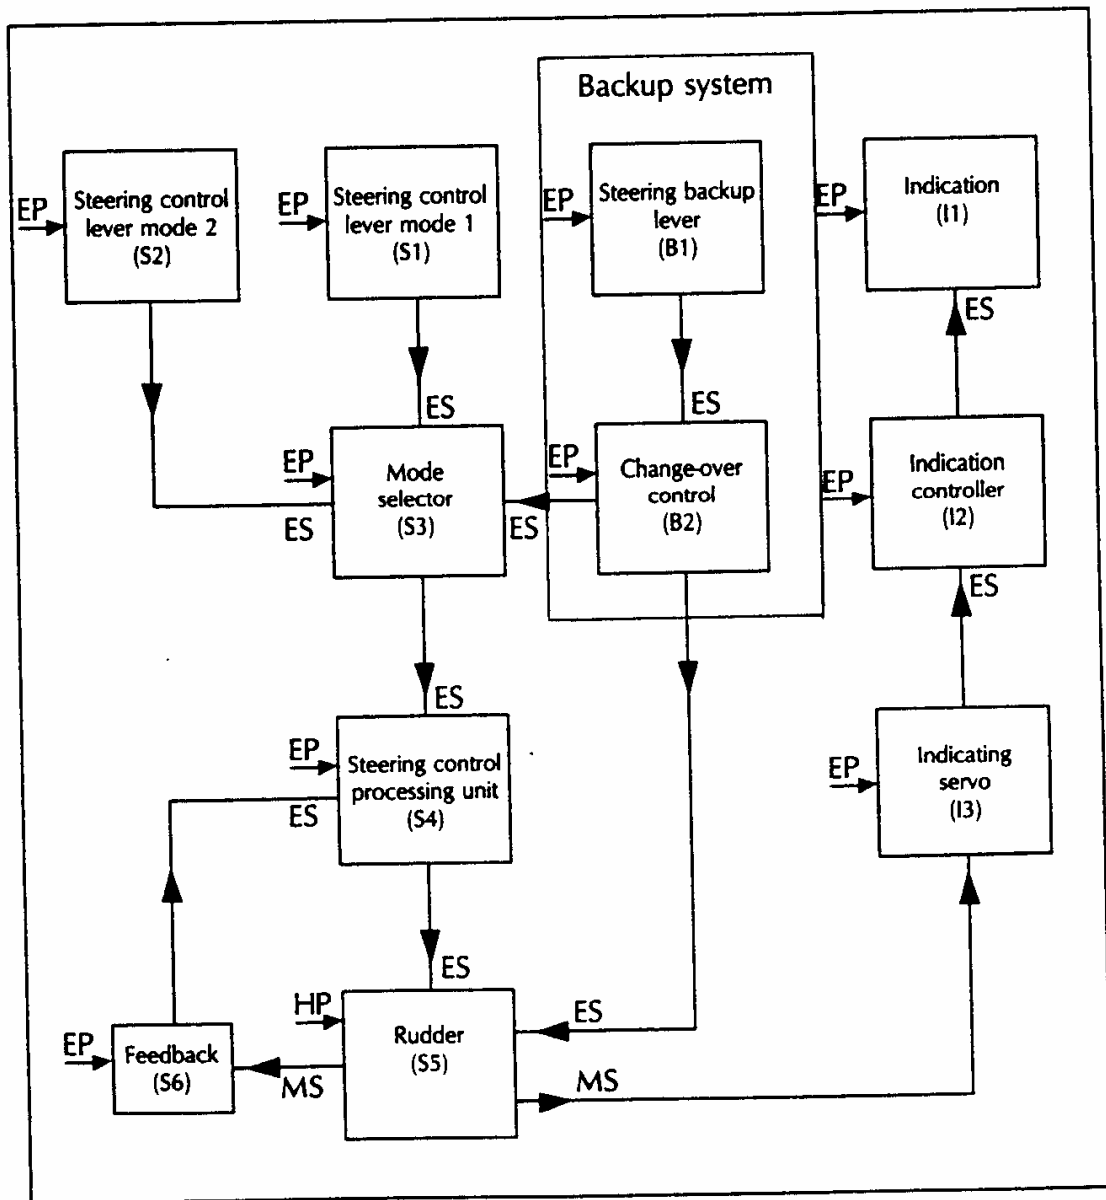 Backup system
EP
Steering control
lever mode 2
(S2)
EP
Steering control
lever mode 1
(S1)
EP
Steering backup
lever
(B1)
EP
Indication
(I1)
ES
ES
ES
EP
Mode
selector
(S3)
ES
ES
EP
Change-over
control
(B2)
EP
Indication
controller
(I2)
ES
ES
EP
Steering control
processing unit
(S4)
ES
EP
Indicating
servo
(I3)
ES
HP
Rudder
(S5)
ES
EP
Feedback
(S6)
MS
MS